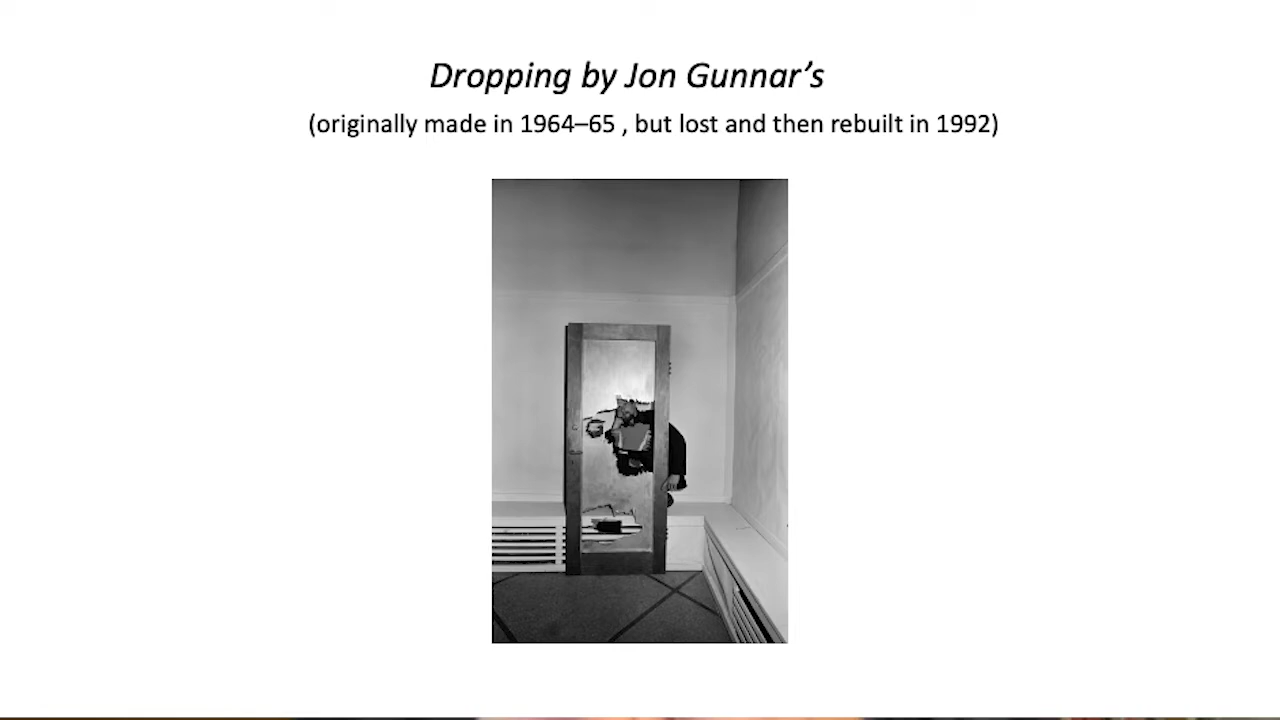 Dropping by Jon Gunnar’s
(originally made in 1964–65 , but lost and then rebuilt in 1992)